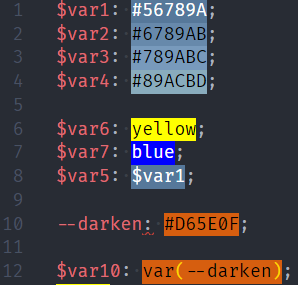 1 $var1: #56789A;
2 $var2: #6789AB;
3 $var3: #789ABC;
4 $var4: #89ACBD;
5
6 $var6: yellow;
7 $var7: blue;
8 $var5: $var1;
9
10 --darken: #D65E0F;
11
12 $var10: var(--darken);